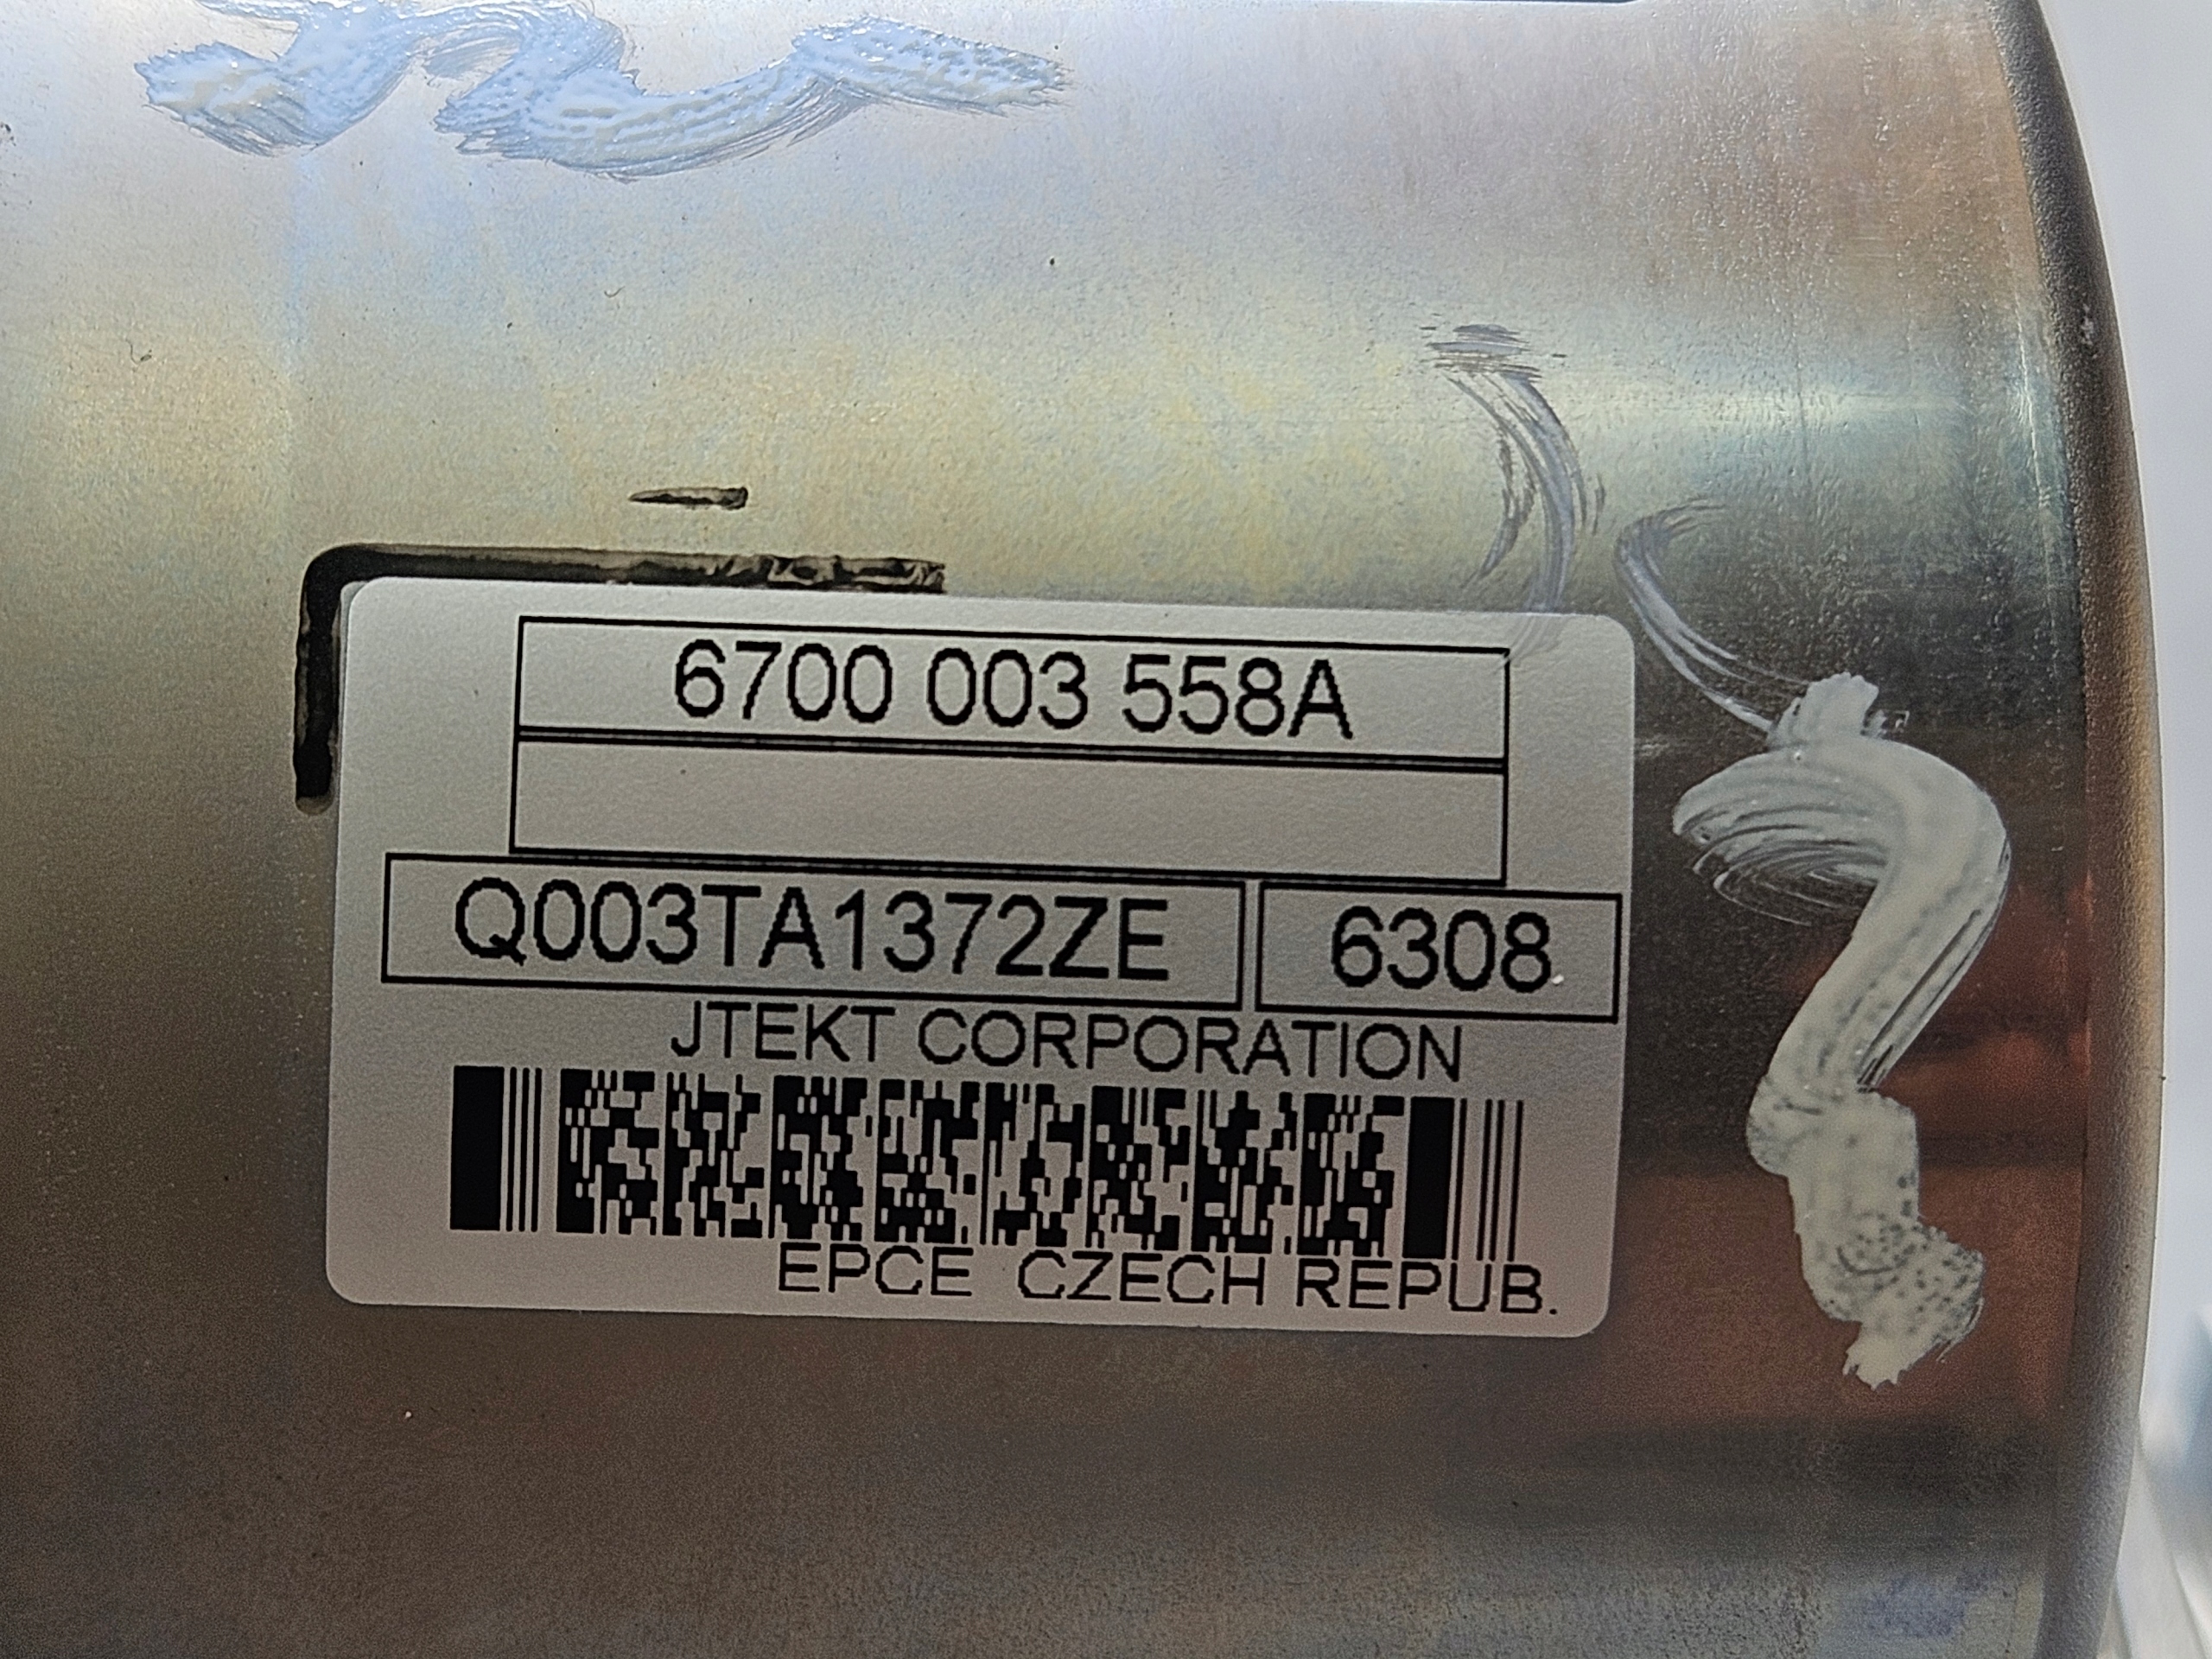 6700 003 558A
Q003TA1372ZE 6308
JTEKT CORPORATION
EPCE CZECH REPUB.